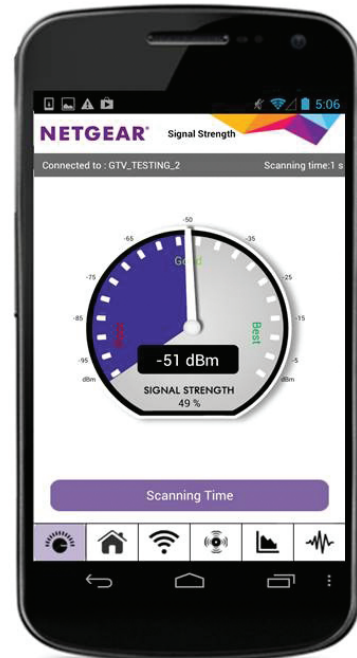 5:06
NETGEAR® Signal Strength
Connected to : GTV_TESTING_2 Scanning time:1 s
-50
-65 -35
Good
-75 -25
-85 -15
Poor Best
-95 -5
dBm dBm
-51 dBm
SIGNAL STRENGTH
49 %
Scanning Time